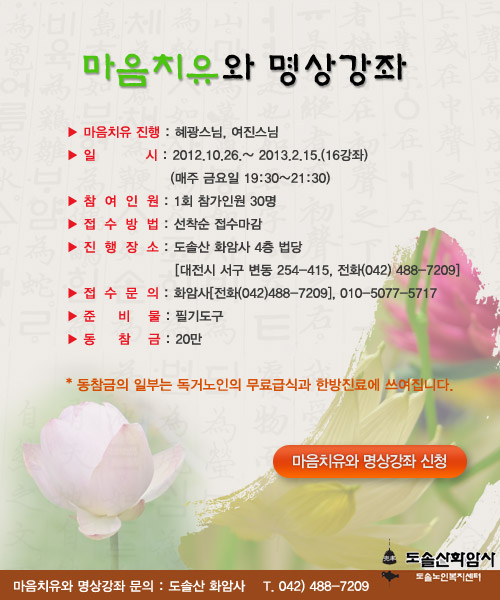 마음치유와 명상강좌
▶ 마음치유 진행 : 혜광스님, 여진스님
▶ 일 시 : 2012.10.26.～ 2013.2.15.(16강좌)
(매주 금요일 19:30～21:30)
▶ 참 여 인 원 : 1회 참가인원 30명
▶ 접 수 방 법 : 선착순 접수마감
▶ 진 행 장 소 : 도솔산 화암사 4층 법당
[대전시 서구 변동 254-415, 전화(042) 488-7209]
▶ 접 수 문 의 : 화암사[전화(042)488-7209], 010-5077-5717
▶ 준 비 물 : 필기도구
▶ 동 참 금 : 20만
* 동참금의 일부는 독거노인의 무료급식과 한방진료에 쓰여집니다.
마음치유와 명상강좌 신청
도솔산화암사
도솔노인복지센터
마음치유와 명상강좌 문의 : 도솔산 화암사 T. 042) 488-7209